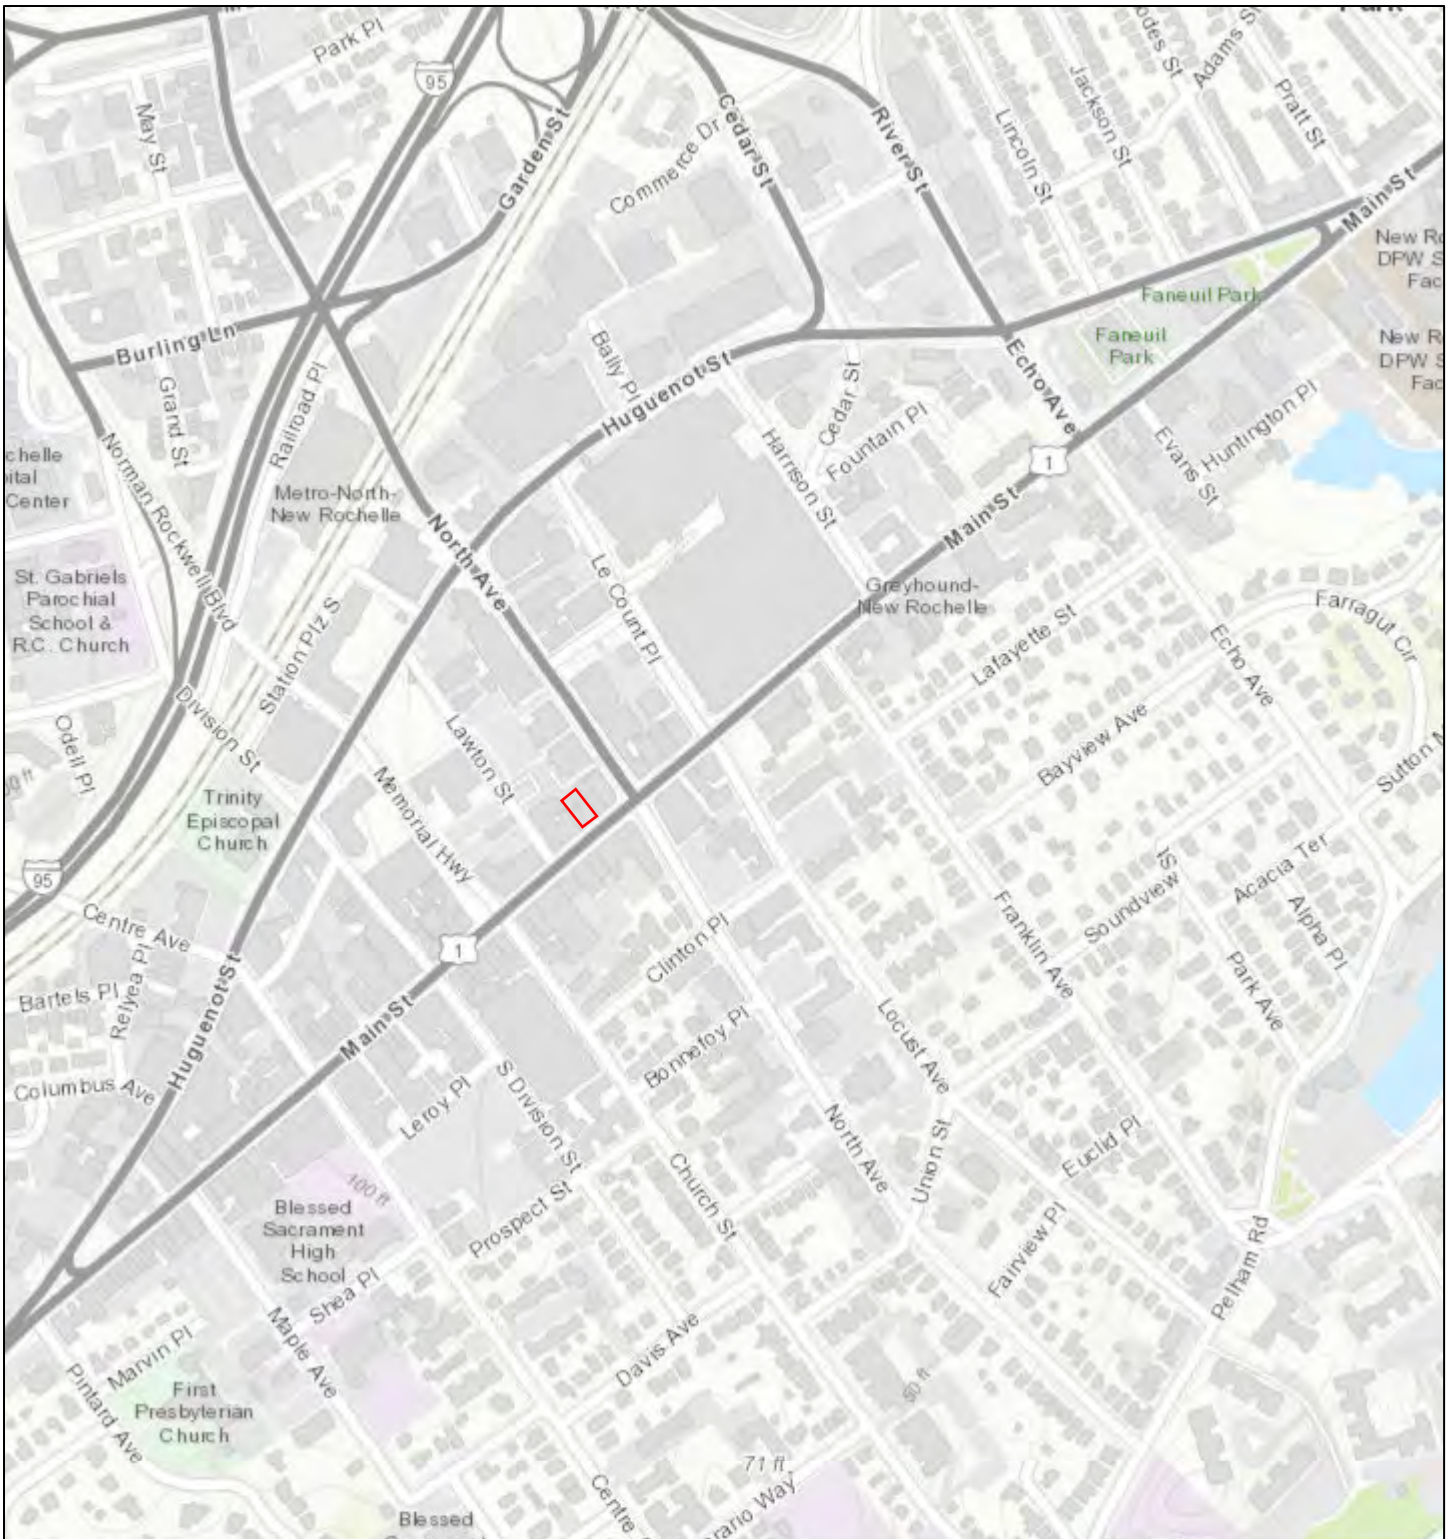 Park
Park Pl
95
May St
Garden St
Commerce Dr
Cedar St
River St
Lincoln St
Jackson St
Adams St
Pratt St
Main St
Faneuil Park
Faneuil
Park
Burling Ln
Grand St
Railroad Pl
Bally Pl
Huguenot St
Cedar St
Fountain Pl
Harrison St
Echo Ave
1
Evans St
Huntington Pl
Center
Norman Rockwell Blvd
Metro-North-
New Rochelle
North Ave
Main St
St. Gabriels
Parochial
School &
R.C. Church
Station Plz S
Le Count Pl
Greyhound-
New Rochelle
Lafayette St
Farragut Cir
Echo Ave
Odell Pl
Division St
Lawton St
Bayview Ave
Trinity
Episcopal
Church
Memorial Hwy
95
Centre Ave
Relyea Pl
Bartels Pl
Huguenot St
1
Clinton Pl
Franklin Ave
Soundview
St
Acacia Ter
Alpha Pl
Park Ave
Main St
Bonnefoy Pl
Locust Ave
Columbus Ave
Leroy Pl
S Division St
North Ave
Union St
Euclid Pl
100 ft
Blessed
Sacrament
High
School
Prospect St
Church St
Fairview Pl
Pelham Rd
Shea Pl
Marvin Pl
Maple Ave
Davis Ave
50 ft
Pintard Ave
First
Presbyterian
Church
71 ft
Centre
Blessed